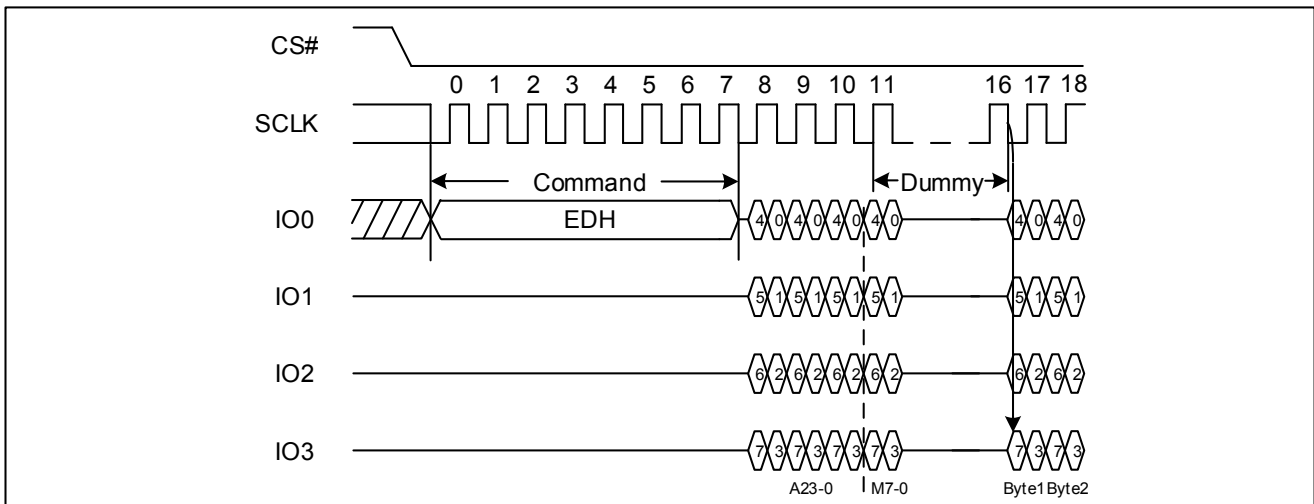 CS#
0 1 2 3 4 5 6 7 8 9 10 11 16 17 18
SCLK
Command Dummy
IO0 EDH 4 0 4 0 4 0 4 0 4 0 4 0
IO1 5 1 5 1 5 1 5 1 5 1 5 1
IO2 6 2 6 2 6 2 6 2 6 2 6 2
IO3 7 3 7 3 7 3 7 3 7 3 7 3
A23-0 M7-0 Byte1 Byte2